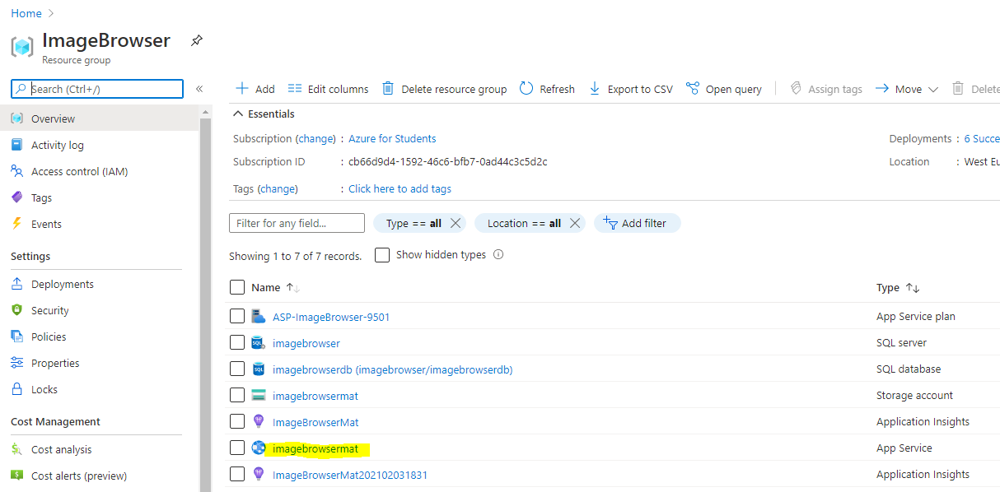 Home
ImageBrowser
Resource group
Search (Ctrl+/)
Overview
Activity log
Access control (IAM)
Tags
Events
Settings
Deployments
Security
Policies
Properties
Locks
Cost Management
Cost analysis
Cost alerts (preview)
Add Edit columns Delete resource group Refresh Export to CSV Open query Assign tags Move Delete
Essentials
Subscription (change) : Azure for Students Deployments : 6 Succe
Subscription ID : cb66d9d4-1592-46c6-bfb7-0ad44c3c5d2c Location : West Eu
Tags (change) : Click here to add tags
Filter for any field... Type == all Location == all Add filter
Showing 1 to 7 of 7 records. Show hidden types
Name Type
ASP-ImageBrowser-9501 App Service plan
imagebrowser SQL server
imagebrowserdb (imagebrowser/imagebrowserdb) SQL database
imagebrowsermat Storage account
ImageBrowserMat Application Insights
imagebrowsermat App Service
ImageBrowserMat202102031831 Application Insights